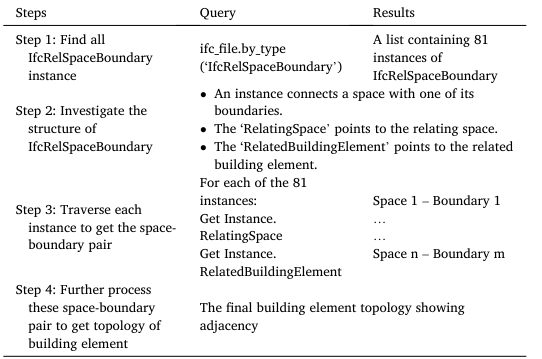 Steps
Query
Results
Step 1: Find all
IfcRelSpaceBoundary
instance
ifc_file.by_type
(‘IfcRelSpaceBoundary’)
A list containing 81
instances of
IfcRelSpaceBoundary
Step 2: Investigate the
structure of
IfcRelSpaceBoundary
• An instance connects a space with one of its
boundaries.
• The ‘RelatingSpace’ points to the relating space.
• The ‘RelatedBuildingElement’ points to the related
building element.
Step 3: Traverse each
instance to get the space-
boundary pair
For each of the 81
instances:
Get Instance.
RelatingSpace
Get Instance.
RelatedBuildingElement
Space 1 – Boundary 1
…
…
Space n – Boundary m
Step 4: Further process
these space-boundary
pair to get topology of
building element
The final building element topology showing
adjacency